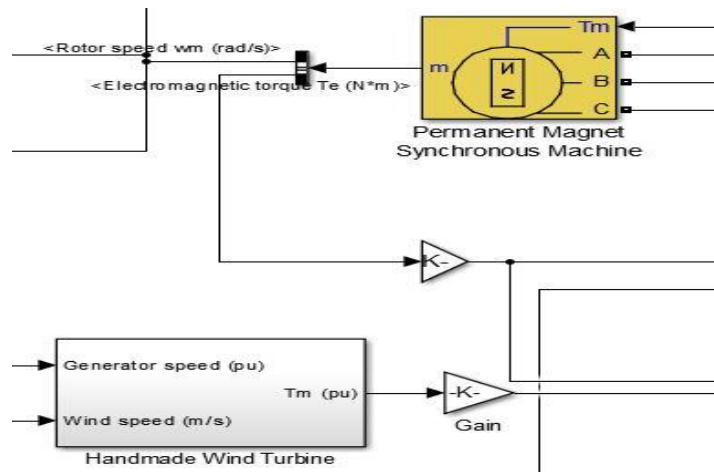 Tm
<Rotor speed wm (rad/s)>
A
m
<Electromagnetic torque Te (N*m)>
B
C
N
S
Permanent Magnet
Synchronous Machine
K-
Generator speed (pu)
Tm (pu)
-K-
Wind speed (m/s)
Gain
Handmade Wind Turbine